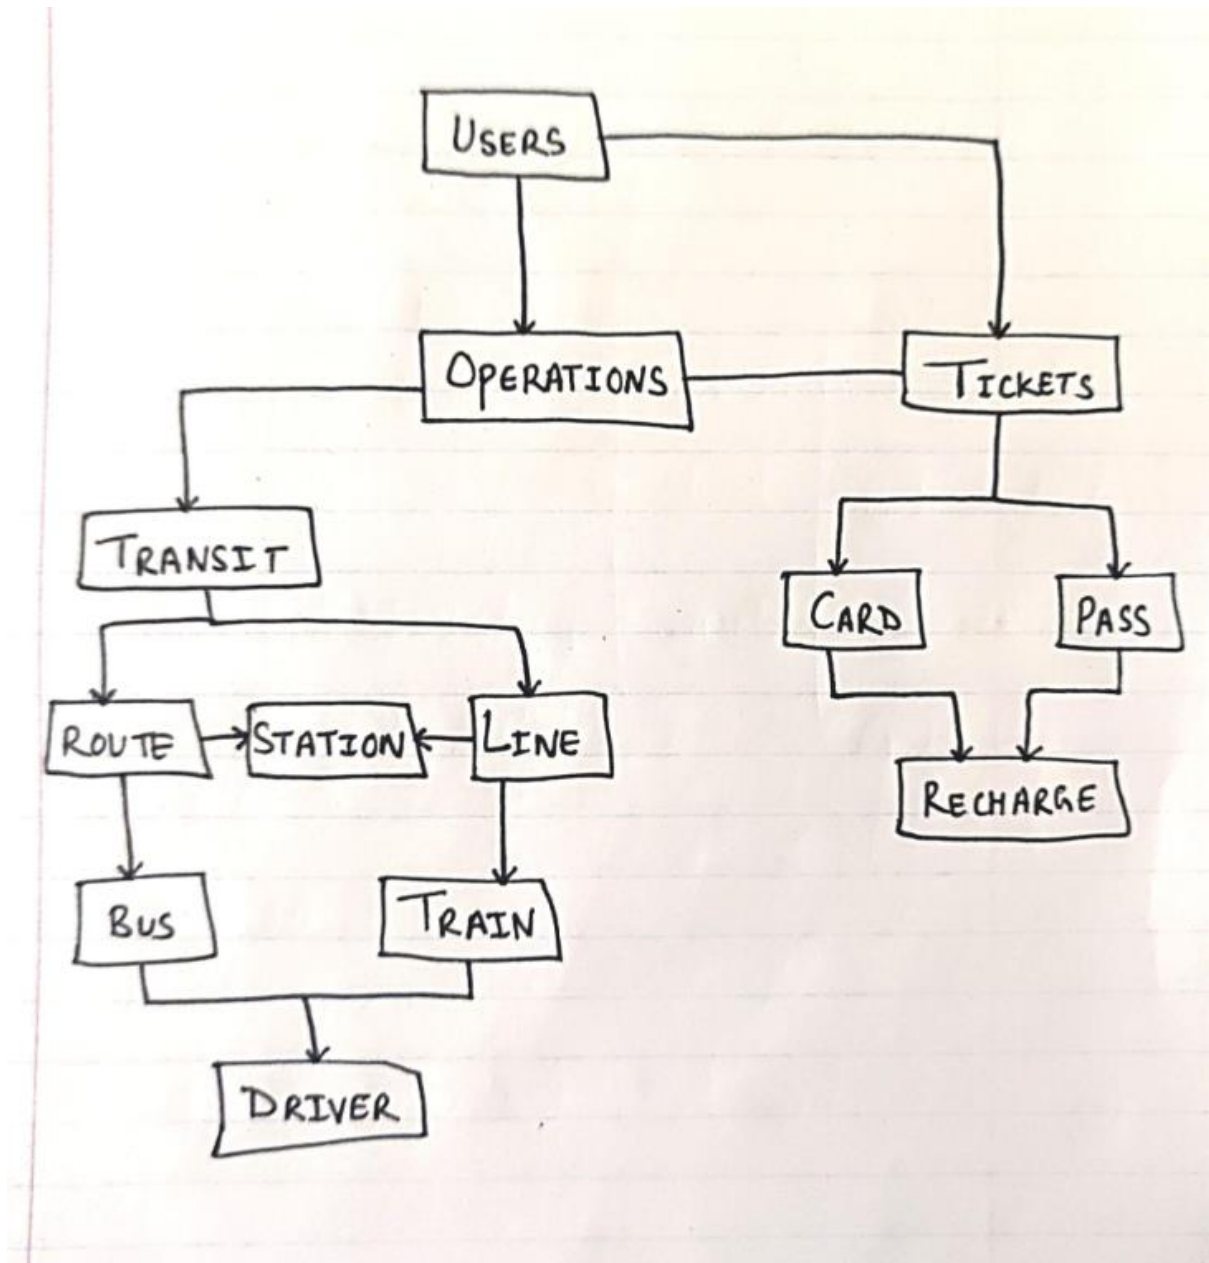 USERS
OPERATIONS
TICKETS
TRANSIT
CARD
PASS
ROUTE
STATION
LINE
RECHARGE
BUS
TRAIN
DRIVER